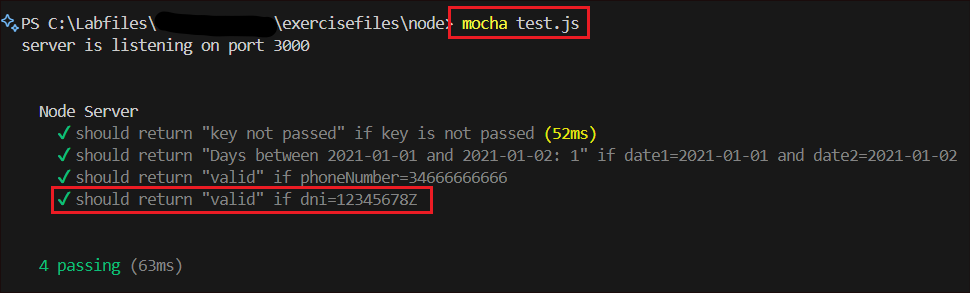 PS C:\Labfiles\ \exercisefiles\node> mocha test.js
server is listening on port 3000
Node Server
✓ should return "key not passed" if key is not passed (52ms)
✓ should return "Days between 2021-01-01 and 2021-01-02: 1" if date1=2021-01-01 and date2=2021-01-02
✓ should return "valid" if phoneNumber=34666666666
✓ should return "valid" if dni=12345678Z
4 passing (63ms)